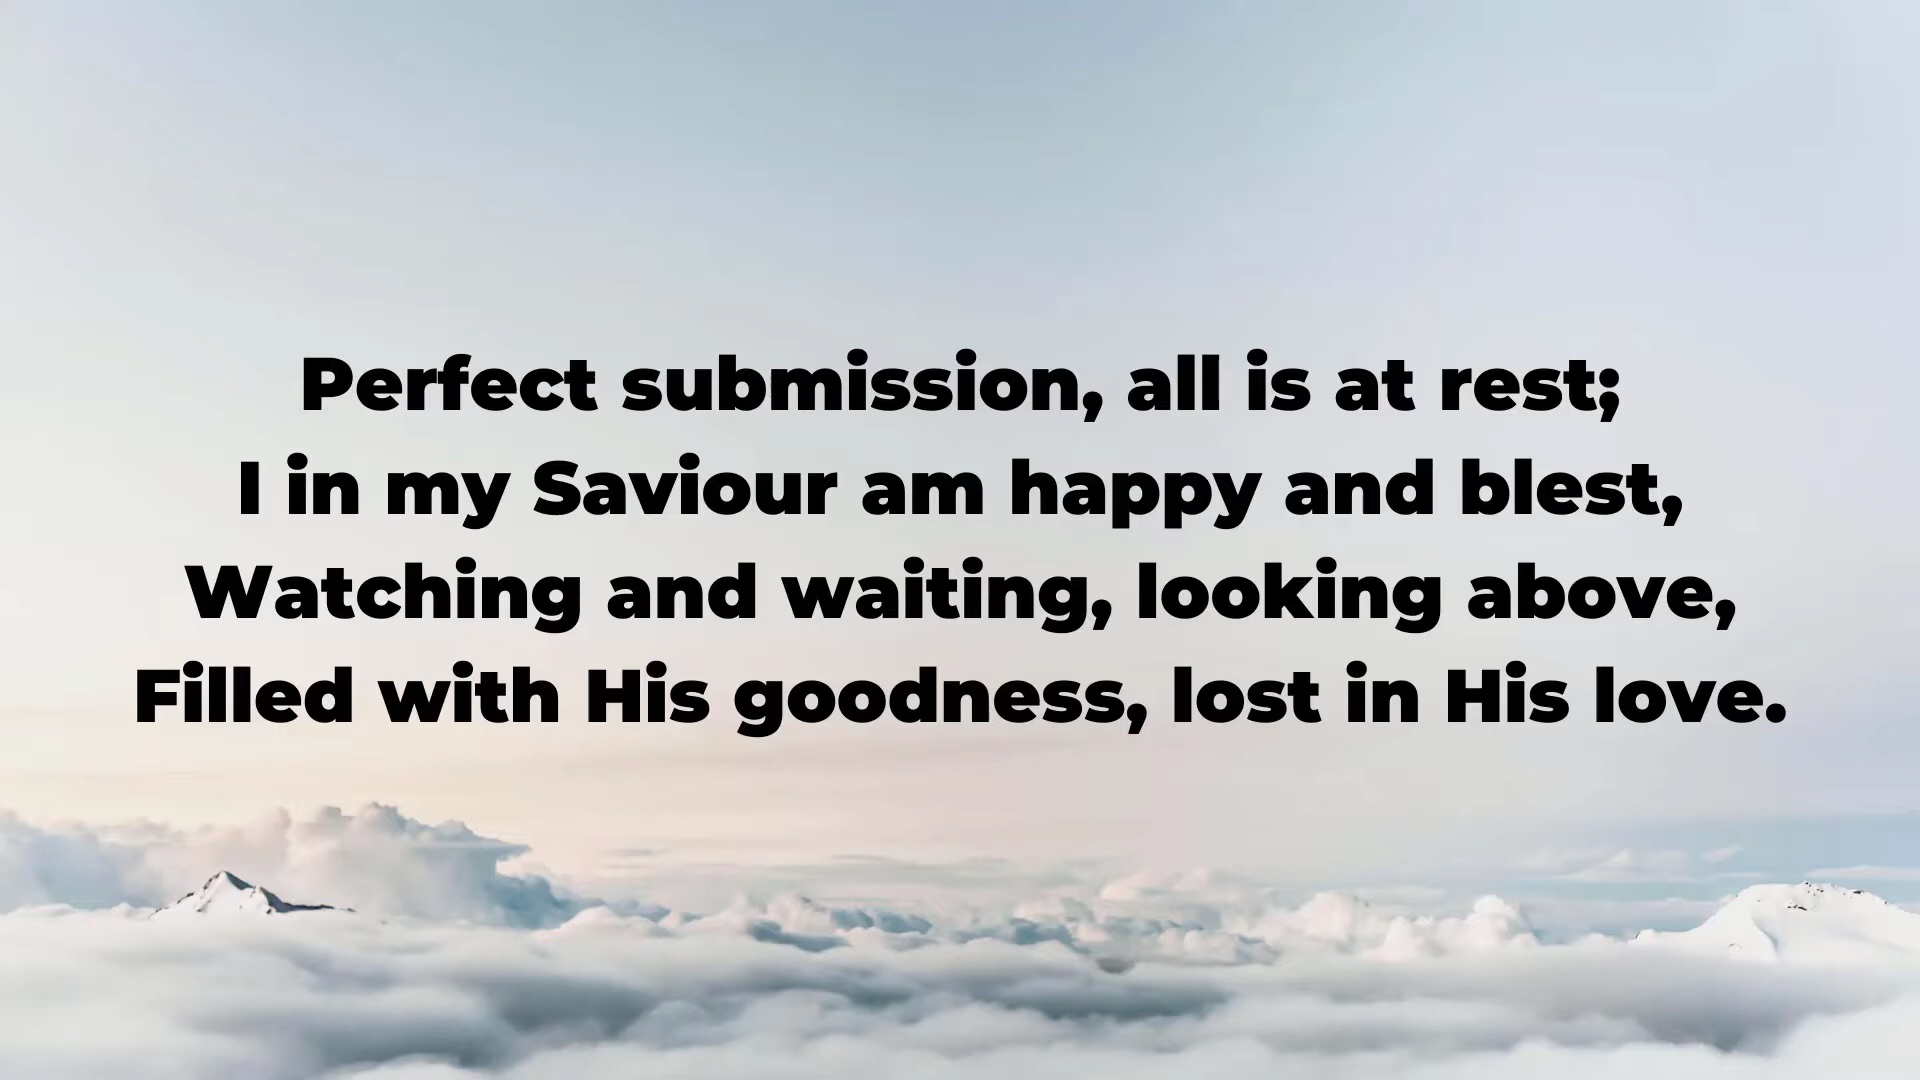 Perfect submission, all is at rest;
I in my Saviour am happy and blest,
Watching and waiting, looking above,
Filled with His goodness, lost in His love.